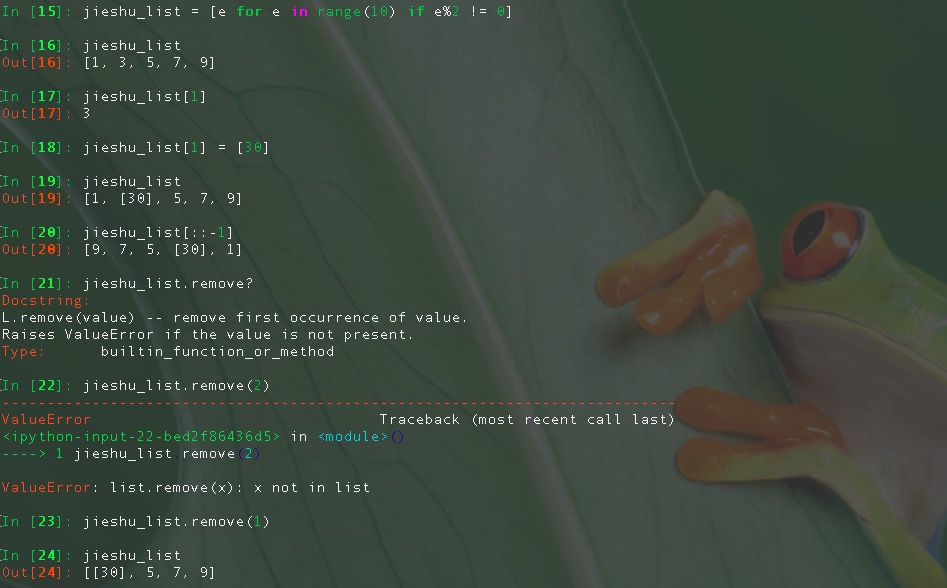 In [15]: jieshu_list = [e for e in range(10) if e%2 != 0]
In [16]: jieshu_list
Out[16]: [1, 3, 5, 7, 9]
In [17]: jieshu_list[1]
Out[17]: 3
In [18]: jieshu_list[1] = [30]
In [19]: jieshu_list
Out[19]: [1, [30], 5, 7, 9]
In [20]: jieshu_list[::-1]
Out[20]: [9, 7, 5, [30], 1]
In [21]: jieshu_list.remove?
Docstring:
L.remove(value) -- remove first occurrence of value.
Raises ValueError if the value is not present.
Type:      builtin_function_or_method
In [22]: jieshu_list.remove(2)
---------------------------------------------------------------------------
ValueError                                Traceback (most recent call last)
<ipython-input-22-bed2f86436d5> in <module>()
----> 1 jieshu_list remove(2)
ValueError: list.remove(x): x not in list
In [23]: jieshu_list.remove(1)
In [24]: jieshu_list
Out[24]: [[30], 5, 7, 9]